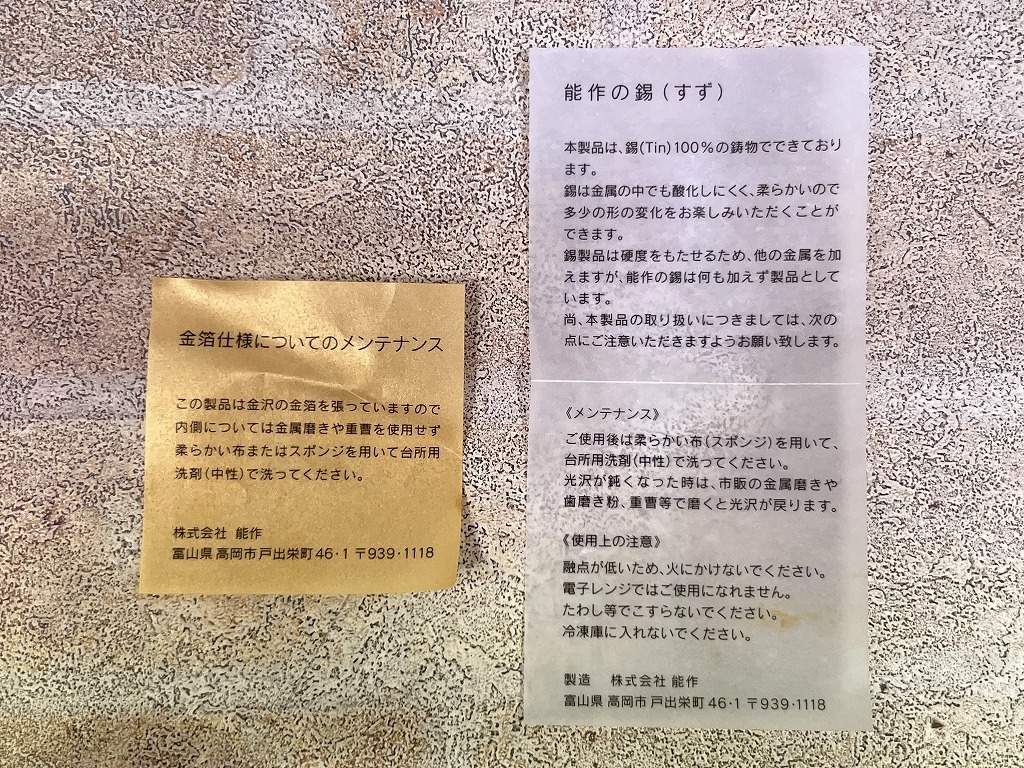 金箔仕様についてのメンテナンス
この製品は金沢の金箔を張っていますので
内側については金属磨きや重曹を使用せず
柔らかい布またはスポンジを用いて台所用
洗剤(中性)で洗ってください。
株式会社 能作
富山県 高岡市 戸出栄町 46・1 〒939・1118
能作の錫(すず)
本製品は、錫(Tin)100%の鋳物でできており
ます。
錫は金属の中でも酸化しにくく、柔らかいので
多少の形の変化をお楽しみいただくことが
できます。
錫製品は硬度をもたせるため、他の金属を加
えますが、能作の錫は何も加えず製品として
います。
尚、本製品の取り扱いにつきましては、次の
点にご注意いただきますようお願い致します。
《メンテナンス》
ご使用後は柔らかい布(スポンジ)を用いて、
台所用洗剤(中性)で洗ってください。
光沢が鈍くなった時は、市販の金属磨きや
歯磨き粉、重曹等で磨くと光沢が戻ります。
《使用上の注意》
融点が低いため、火にかけないでください。
電子レンジではご使用になれません。
たわし等でこすらないでください。
冷凍庫に入れないでください。
製造 株式会社 能作
富山県 高岡市 戸出栄町 46・1 〒939・1118